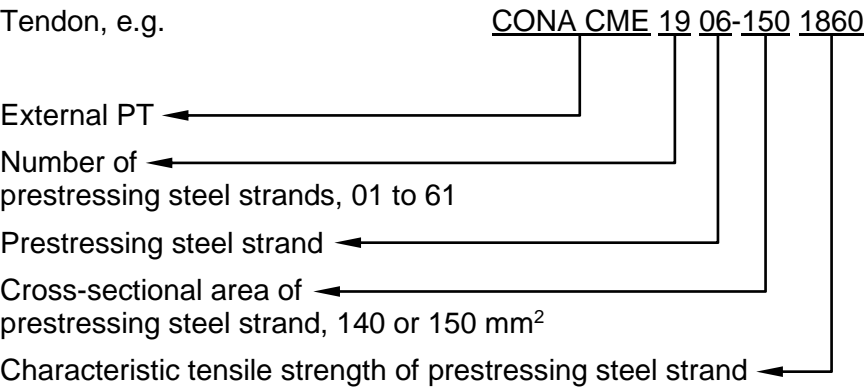 Tendon, e.g. CONA CME 19 06-150 1860
External PT
Number of
prestressing steel strands, 01 to 61
Prestressing steel strand
Cross-sectional area of
prestressing steel strand, 140 or 150 mm²
Characteristic tensile strength of prestressing steel strand